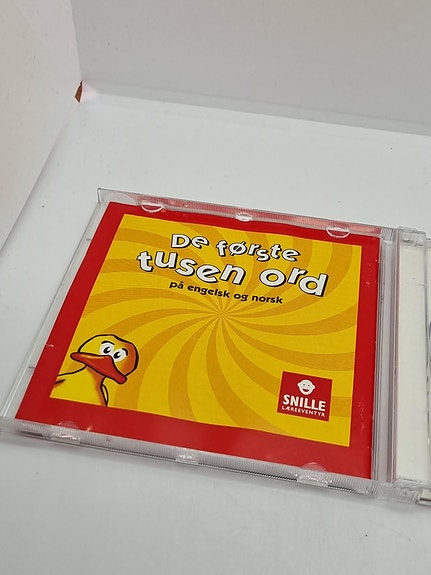 De første
tusen ord
på engelsk og norsk
SNILLE
LÆREEVENTYR